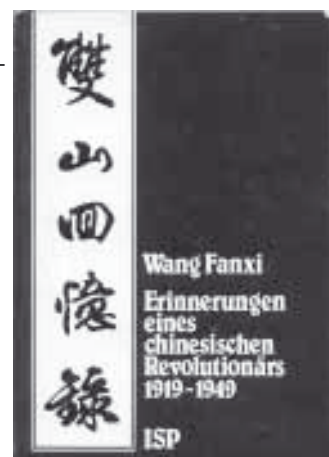 雙山回憶錄
Wang Fanxi
Erinnerungen
eines
chinesischen
Revolutionärs
1919-1949
ISP